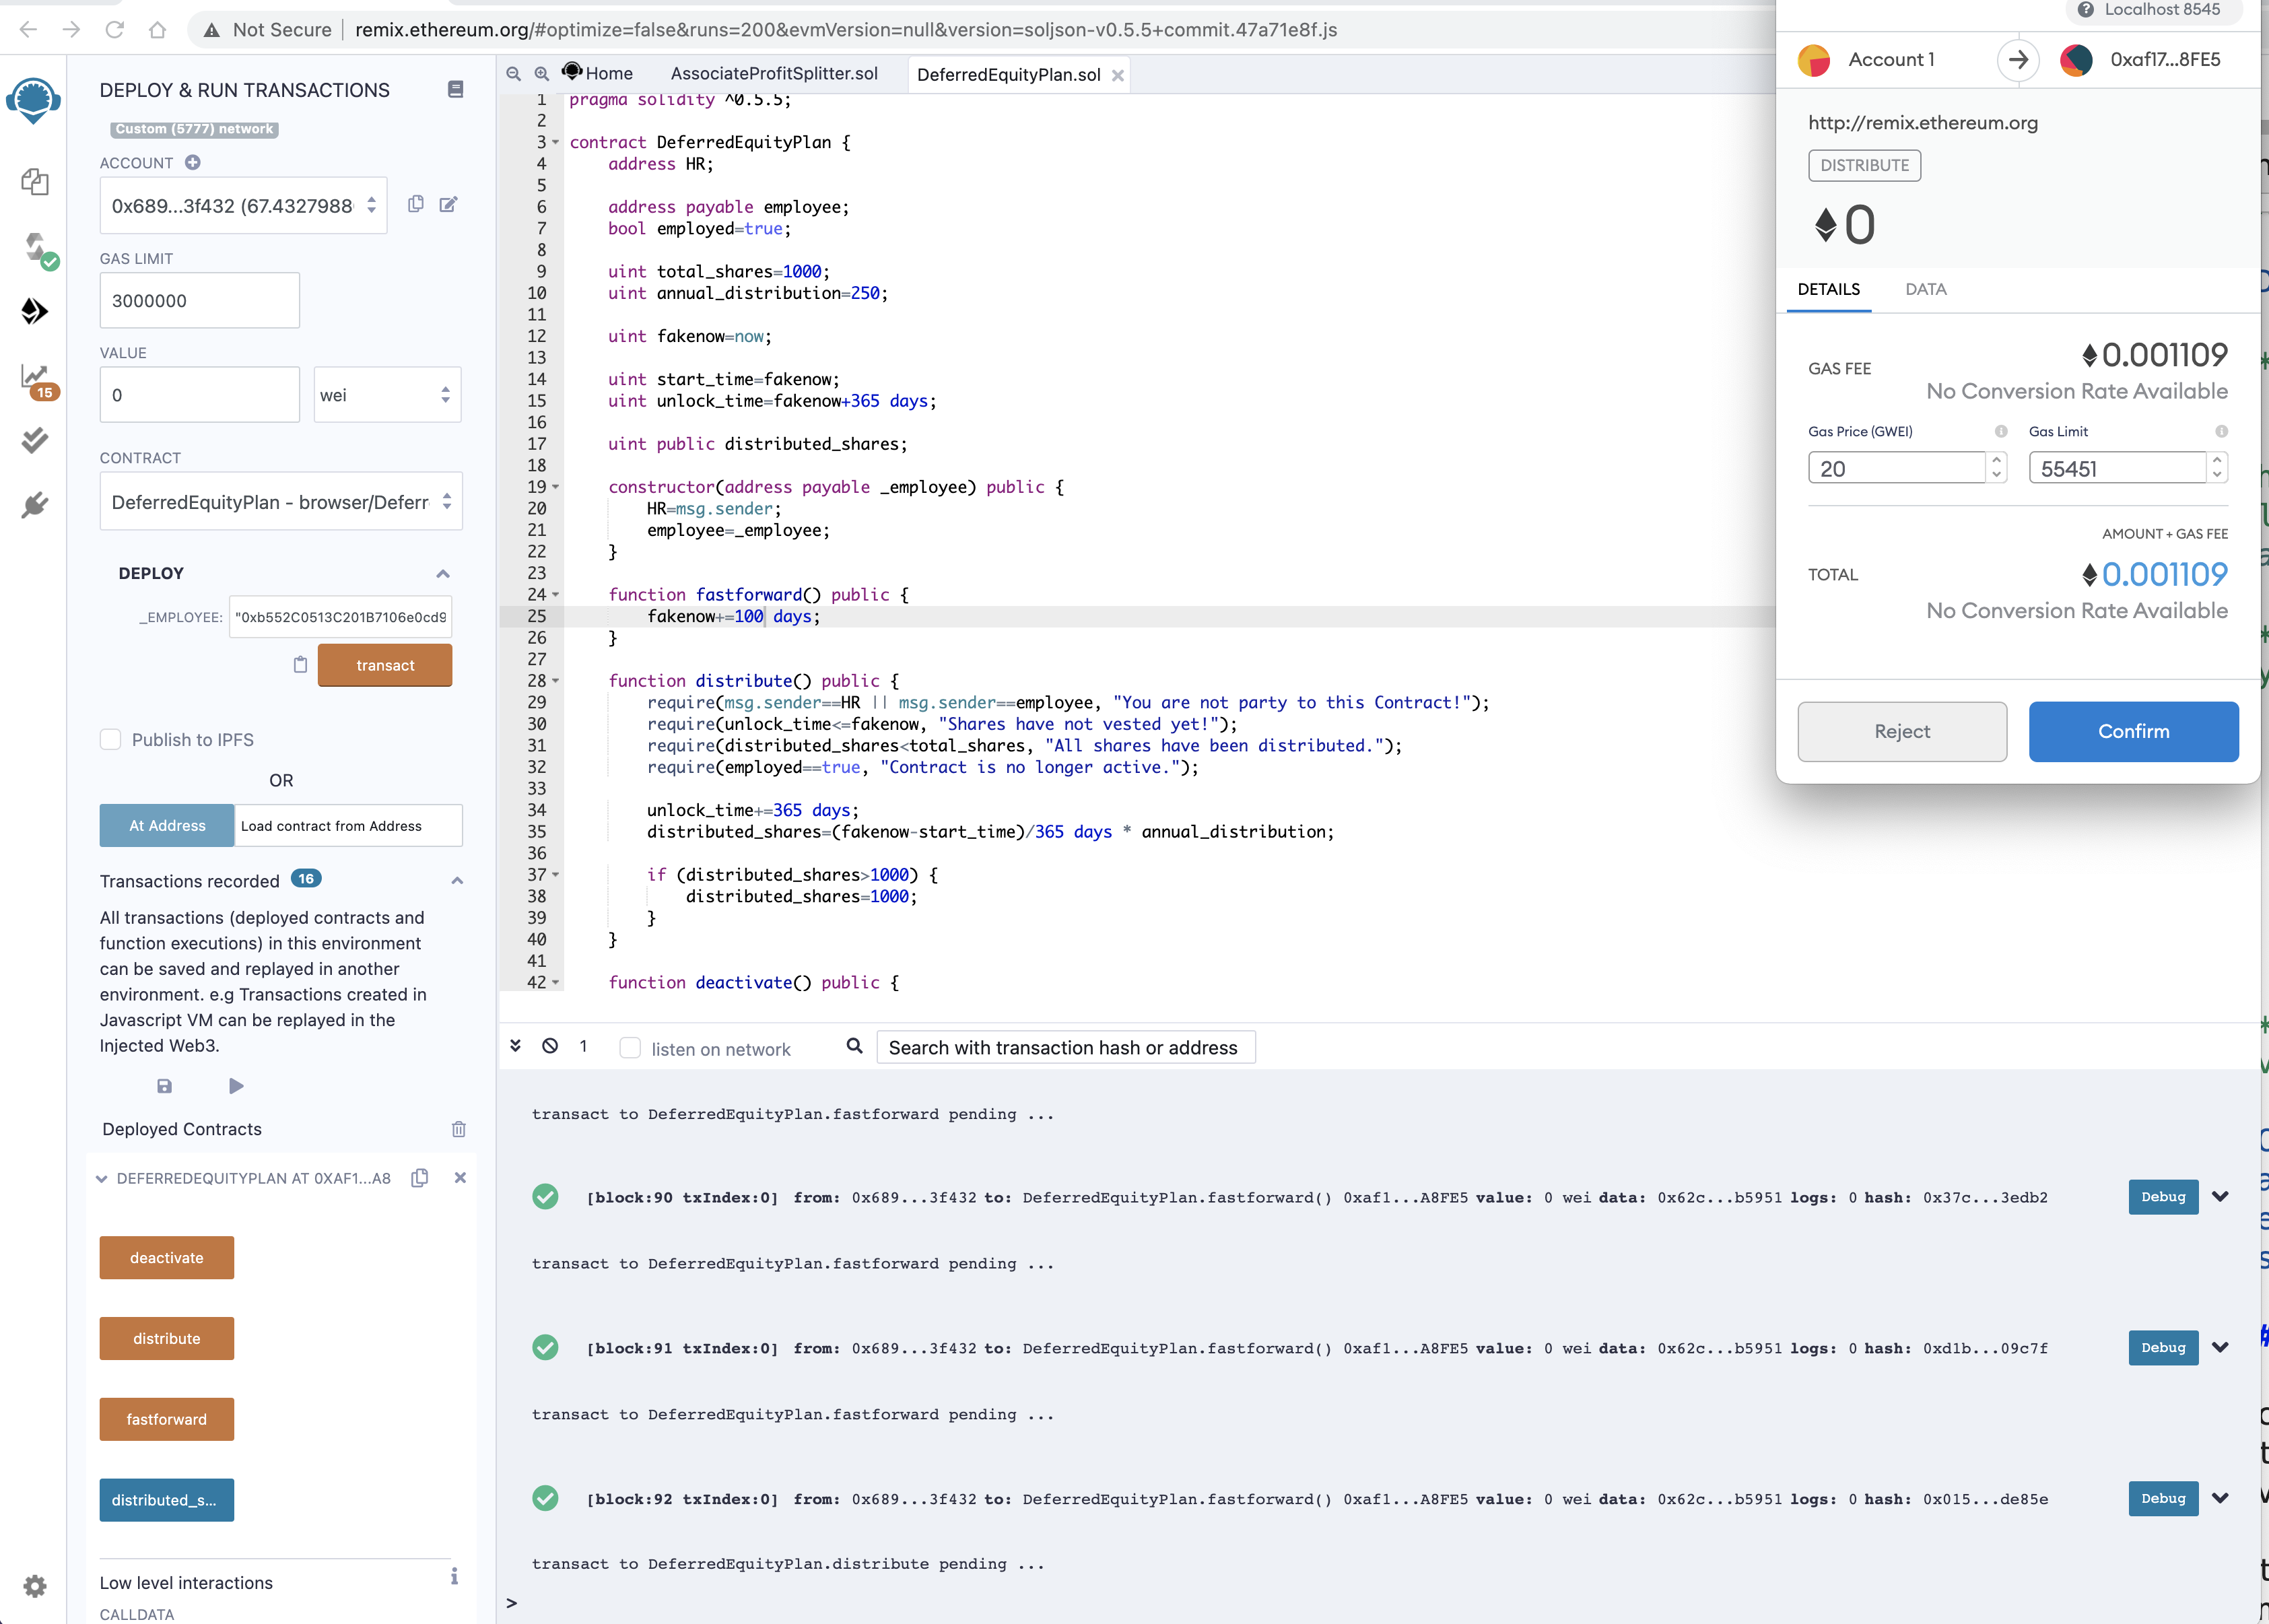 Not Secure | remix.ethereum.org/#optimize=false&runs=200&evmVersion=null&version=soljson-v0.5.5+commit.47a71e8f.js
DEPLOY & RUN TRANSACTIONS
Custom (5777) network
ACCOUNT
0x689...3f432 (67.4327988
GAS LIMIT
3000000
VALUE
0
wei
CONTRACT
DeferredEquityPlan - browser/Deferr
DEPLOY
_EMPLOYEE:
"0xb552C0513C201B7106e0cd9
transact
Publish to IPFS
OR
At Address
Load contract from Address
Transactions recorded 16
All transactions (deployed contracts and
function executions) in this environment
can be saved and replayed in another
environment. e.g Transactions created in
Javascript VM can be replayed in the
Injected Web3.
Deployed Contracts
DEFERREDEQUITYPLAN AT 0XAF1...A8
deactivate
distribute
fastforward
distributed_s...
Low level interactions
i
CALLDATA
15
Home
AssociateProfitSplitter.sol
DeferredEquityPlan.sol
1 pragma solidity ^0.5.5;
2
3 contract DeferredEquityPlan {
4 address HR;
5
6 address payable employee;
7 bool employed=true;
8
9 uint total_shares=1000;
10 uint annual_distribution=250;
11
12 uint fakenow=now;
13
14 uint start_time=fakenow;
15 uint unlock_time=fakenow+365 days;
16
17 uint public distributed_shares;
18
19 constructor(address payable _employee) public {
20 HR=msg.sender;
21 employee=_employee;
22 }
23
24 function fastforward() public {
25 fakenow+=100 days;
26 }
27
28 function distribute() public {
29 require(msg.sender==HR || msg.sender==employee, "You are not party to this Contract!");
30 require(unlock_time<=fakenow, "Shares have not vested yet!");
31 require(distributed_shares<total_shares, "All shares have been distributed.");
32 require(employed==true, "Contract is no longer active.");
33
34 unlock_time+=365 days;
35 distributed_shares=(fakenow-start_time)/365 days * annual_distribution;
36
37 if (distributed_shares>1000) {
38 distributed_shares=1000;
39 }
40 }
41
42 function deactivate() public {
1
listen on network
Search with transaction hash or address
transact to DeferredEquityPlan.fastforward pending ...
[block:90 txIndex:0] from: 0x689...3f432 to: DeferredEquityPlan.fastforward() 0xaf1...A8FE5 value: 0 wei data: 0x62c...b5951 logs: 0 hash: 0x37c...3edb2
Debug
transact to DeferredEquityPlan.fastforward pending ...
[block:91 txIndex:0] from: 0x689...3f432 to: DeferredEquityPlan.fastforward() 0xaf1...A8FE5 value: 0 wei data: 0x62c...b5951 logs: 0 hash: 0xd1b...09c7f
Debug
transact to DeferredEquityPlan.fastforward pending ...
[block:92 txIndex:0] from: 0x689...3f432 to: DeferredEquityPlan.fastforward() 0xaf1...A8FE5 value: 0 wei data: 0x62c...b5951 logs: 0 hash: 0x015...de85e
Debug
transact to DeferredEquityPlan.distribute pending ...
>
? Localhost 8545
Account 1
0xaf17...8FE5
http://remix.ethereum.org
DISTRIBUTE
0
DETAILS
DATA
GAS FEE
0.001109
No Conversion Rate Available
Gas Price (GWEI)
Gas Limit
20
55451
AMOUNT + GAS FEE
TOTAL
0.001109
No Conversion Rate Available
Reject
Confirm